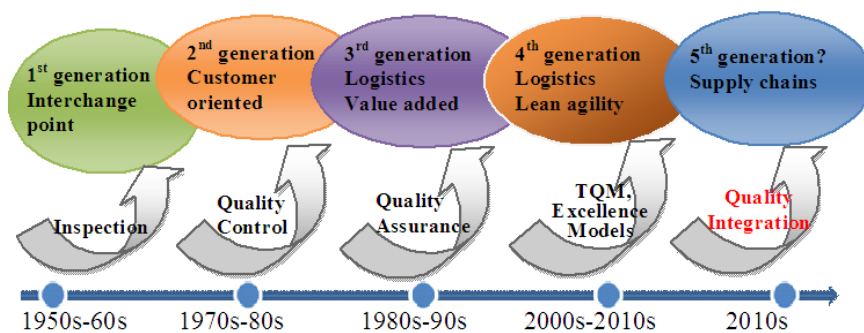 1st generation
Interchange
point
2nd generation
Customer
oriented
3rd generation
Logistics
Value added
4th generation
Logistics
Lean agility
5th generation?
Supply chains
Inspection
Quality
Control
Quality
Assurance
TQM,
Excellence
Models
Quality
Integration
1950s-60s
1970s-80s
1980s-90s
2000s-2010s
2010s